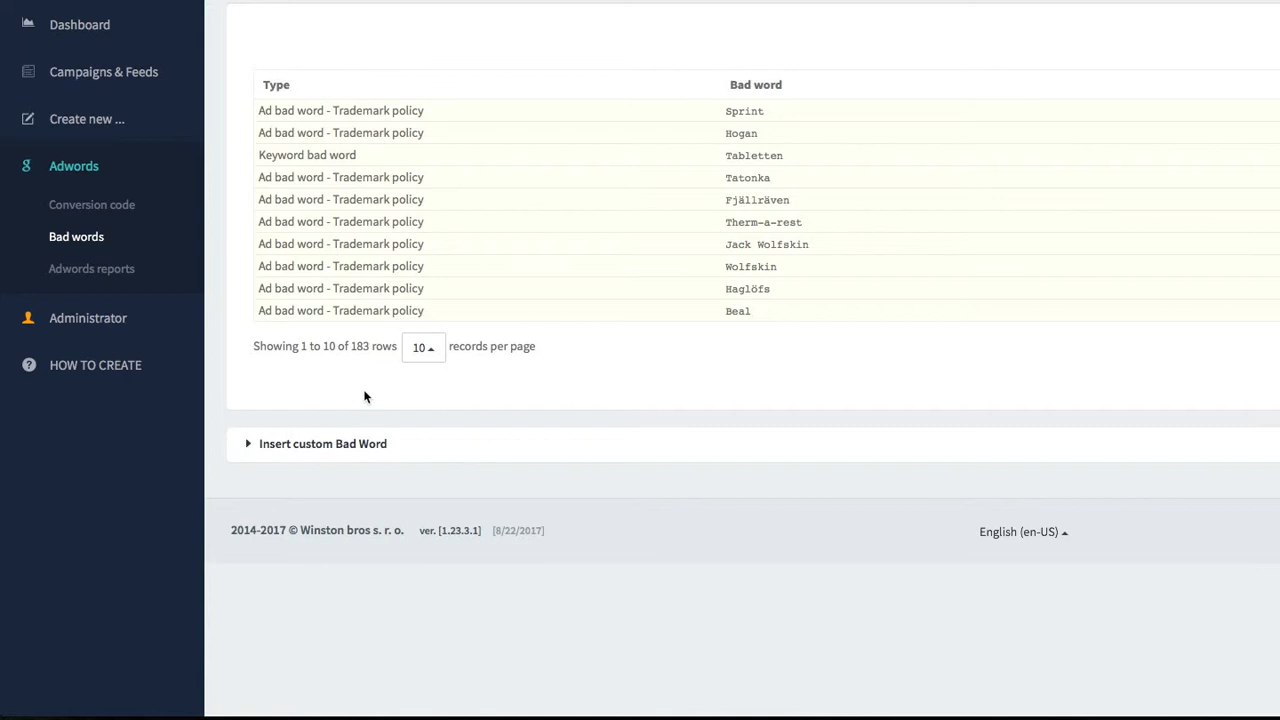 Dashboard
Campaigns & Feeds
Create new ...
Adwords
Conversion code
Bad words
Adwords reports
Administrator
HOW TO CREATE
Type Bad word
Ad bad word - Trademark policy Sprint
Ad bad word - Trademark policy Hogan
Keyword bad word Tabletten
Ad bad word - Trademark policy Tatonka
Ad bad word - Trademark policy Fjällräven
Ad bad word - Trademark policy Therm-a-rest
Ad bad word - Trademark policy Jack Wolfskin
Ad bad word - Trademark policy Wolfskin
Ad bad word - Trademark policy Haglöfs
Ad bad word - Trademark policy Beal
Showing 1 to 10 of 183 rows 10 records per page
Insert custom Bad Word
2014-2017 © Winston bros s. r. o. ver. [1.23.3.1] [8/22/2017] English (en-US)